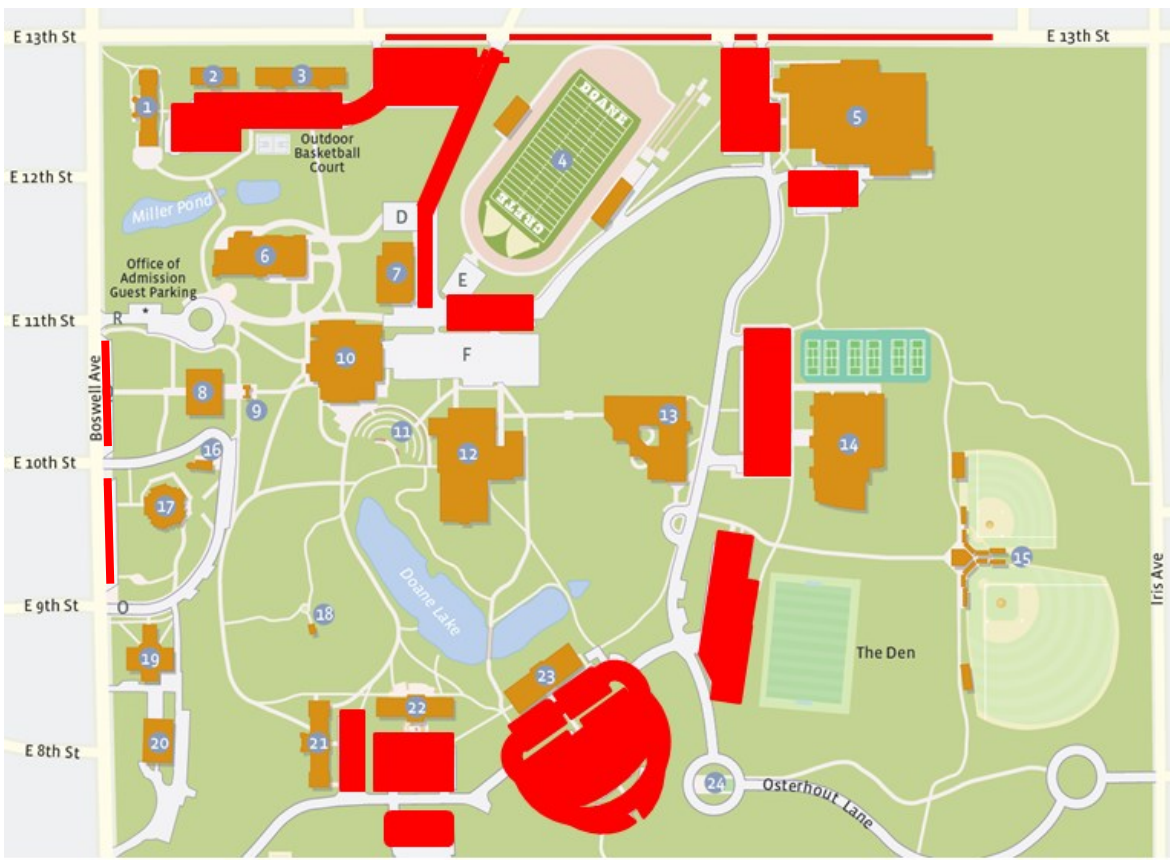 E 13th St
E 13th St
1
2
3
4
5
DOANE
CRETE
Outdoor
Basketball
Court
E 12th St
Miller Pond
D
6
7
E
Office of
Admission
Guest Parking
*
R
E 11th St
F
10
8
9
Boswell Ave
11
12
13
14
E 10th St
16
17
15
Doane Lake
18
E 9th St
O
Iris Ave
The Den
19
23
22
21
20
E 8th St
24
Osterhout Lane